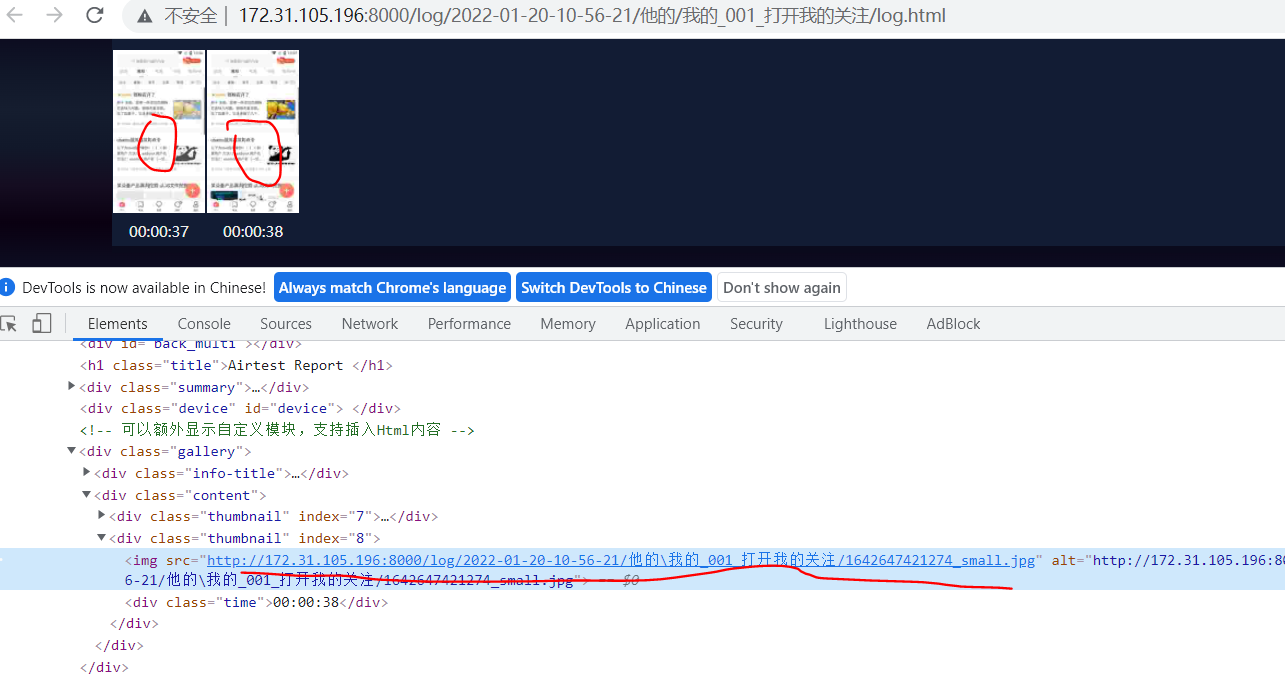 不安全 | 172.31.105.196:8000/log/2022-01-20-10-56-21/他的/我的_001_打开我的关注/log.html
00:00:37 00:00:38
DevTools is now available in Chinese! Always match Chrome's language Switch DevTools to Chinese Don't show again
Elements Console Sources Network Performance Memory Application Security Lighthouse AdBlock
<div id="back_multi"></div>
<h1 class="title">Airtest Report </h1>
<div class="summary">…</div>
<div class="device" id="device"> </div>
<!-- 可以额外显示自定义模块，支持插入Html内容 -->
<div class="gallery">
<div class="info-title">…</div>
<div class="content">
<div class="thumbnail" index="7">…</div>
<div class="thumbnail" index="8">
<img src="http://172.31.105.196:8000/log/2022-01-20-10-56-21/他的\我的_001_打开我的关注/1642647421274_small.jpg" alt="http://172.31.105.196:80
6-21/他的\我的_001_打开我的关注/1642647421274_small.jpg"> == $0
<div class="time">00:00:38</div>
</div>
</div>
</div>